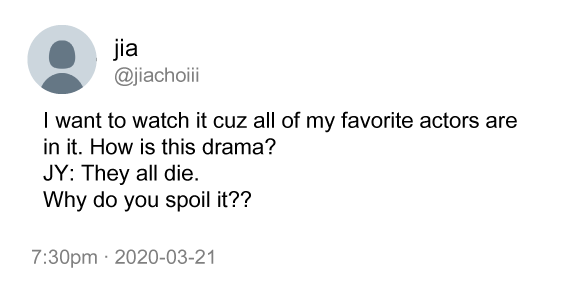 jia
@jiachoiii
I want to watch it cuz all of my favorite actors are
in it. How is this drama?
JY: They all die.
Why do you spoil it??
7:30pm · 2020-03-21